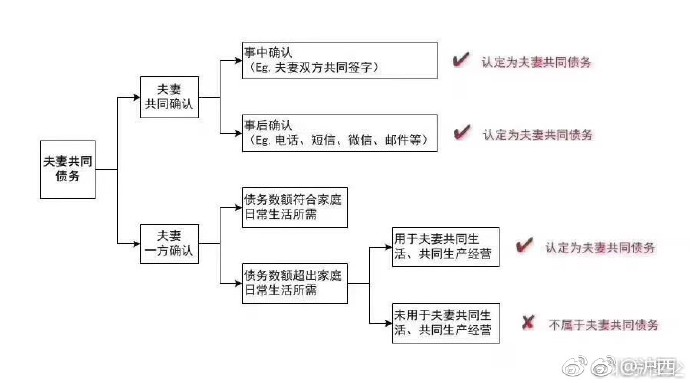 事中确认
(Eg. 夫妻双方共同签字)
✔ 认定为夫妻共同债务
夫妻
共同确认
事后确认
(Eg. 电话、短信、微信、邮件等)
✔ 认定为夫妻共同债务
夫妻共同
债务
夫妻
一方确认
债务数额符合家庭
日常生活所需
债务数额超出家庭
日常生活所需
用于夫妻共同生
活、共同生产经营
✔ 认定为夫妻共同债务
未用于夫妻共同生
活、共同生产经营
✘ 不属于夫妻共同债务
@沪西